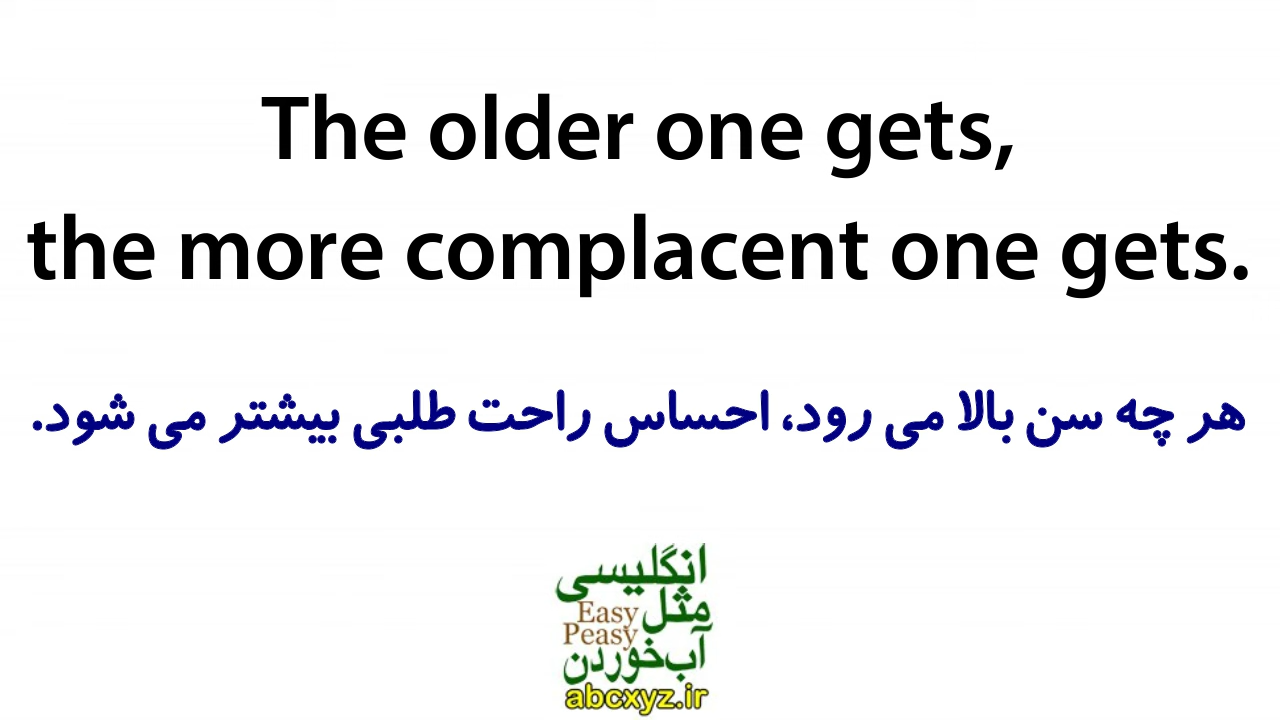 The older one gets,
the more complacent one gets.
هر چه سن بالا می رود، احساس راحت طلبی بیشتر می شود.
انگلیسی
مثل
Easy
Peasy
آب‌خوردن
abcxyz.ir